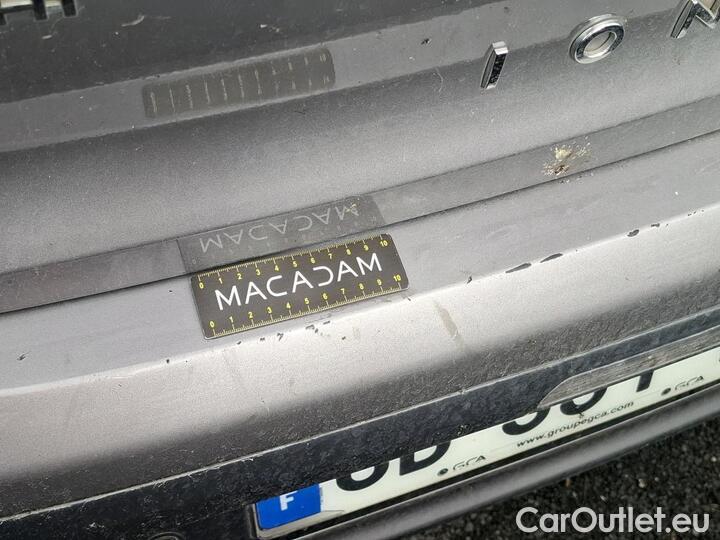 I O N
MACADAM
0 1 2 3 4 5 6 7 8 9 10
MACADAM
0 1 2 3 4 5 6 7 8 9 10
www.groupegca.com
GCA
GCA
F
CarOutlet.eu